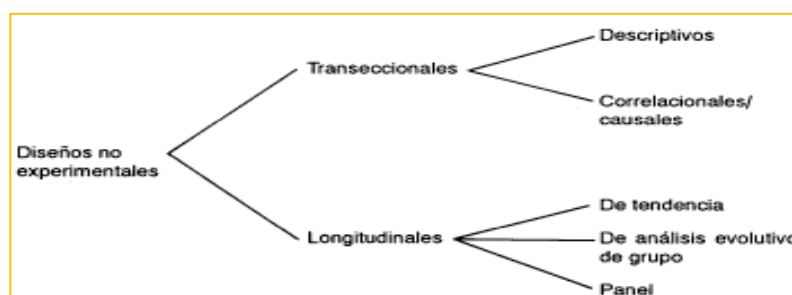 Descriptivos
Transeccionales
Correlacionales/
causales
Diseños no
experimentales
De tendencia
Longitudinales
De análisis evolutivo
de grupo
Panel